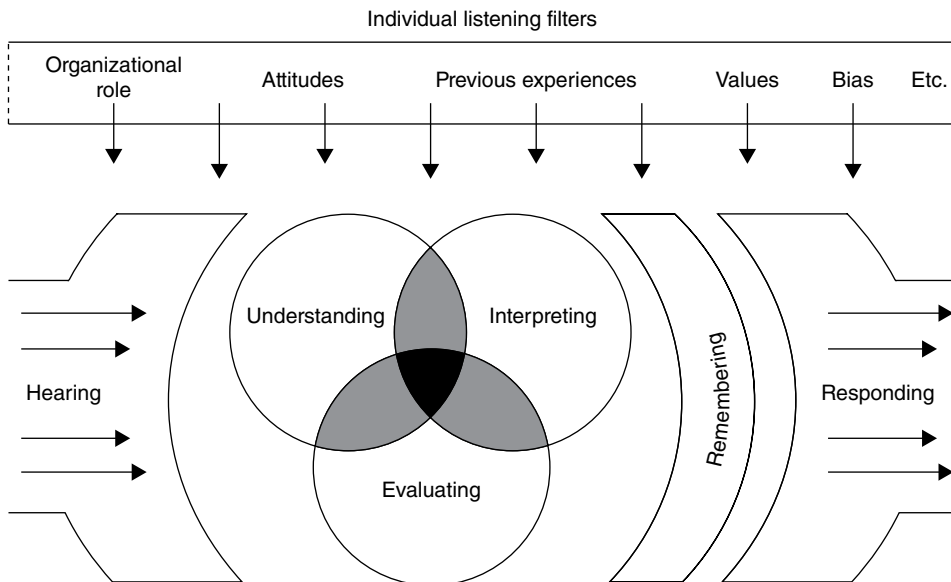 Individual listening filters
Organizational
role
Attitudes
Previous experiences
Values
Bias
Etc.
Understanding
Interpreting
Hearing
Remembering
Responding
Evaluating